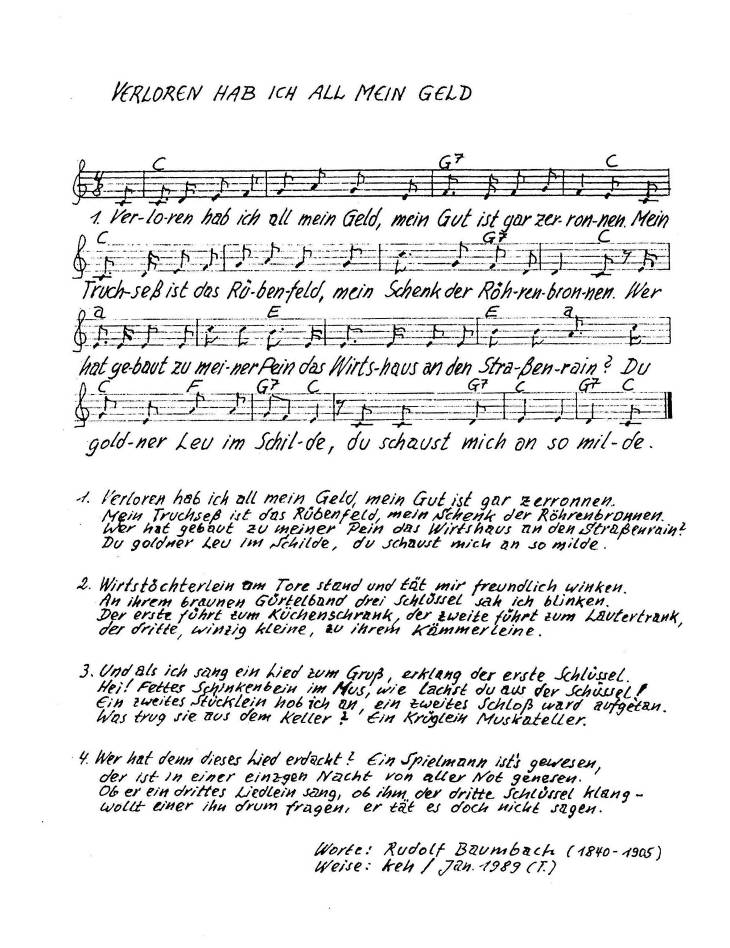 VERLOREN HAB ICH ALL MEIN GELD
C G7 C
1. Ver-lo-ren hab ich all mein Geld, mein Gut ist gar zer-ron-nen. Mein
C G7 C
Truch-seß ist das Rü-ben-feld, mein Schenk der Röh-ren-bron-nen. Wer
a E E a
hat ge-baut zu mei-ner Pein das Wirts-haus an den Stra-ßen-rain? Du
C F G7 C G7 C G7 C
gold-ner Leu im Schil-de, du schaust mich an so mil-de.
1. Verloren hab ich all mein Geld, mein Gut ist gar zerronnen.
Mein Truchseß ist das Rübenfeld, mein Schenk der Röhrenbronnen.
Wer hat gebaut zu meiner Pein das Wirtshaus an den Straßenrain?
Du goldner Leu im Schilde, du schaust mich an so milde.
2. Wirtstöchterlein am Tore stand und tät mir freundlich winken.
An ihrem braunen Gürtelband drei Schlüssel sah ich blinken.
Der erste führt zum Küchenschrank, der zweite führt zum Lautertrank,
der dritte, winzig kleine, zu ihrem Kämmerleine.
3. Und als ich sang ein Lied zum Gruß, erklang der erste Schlüssel.
Hei! Fettes Schinkenbein im Mus, wie lachst du aus der Schüssel!
Ein zweites Stücklein hob ich an, ein zweites Schloß ward aufgetan.
Was trug sie aus dem Keller? Ein Krüglein Muskateller.
4. Wer hat denn dieses Lied erdacht? Ein Spielmann ist's gewesen,
der ist in einer einzgen Nacht von aller Not genesen.
Ob er ein drittes Liedlein sang, ob ihm der dritte Schlüssel klang -
wollt einer ihn drum fragen, er tät es doch nicht sagen.
Worte: Rudolf Baumbach (1840-1905)
Weise: keh / Jan. 1989 (T.)